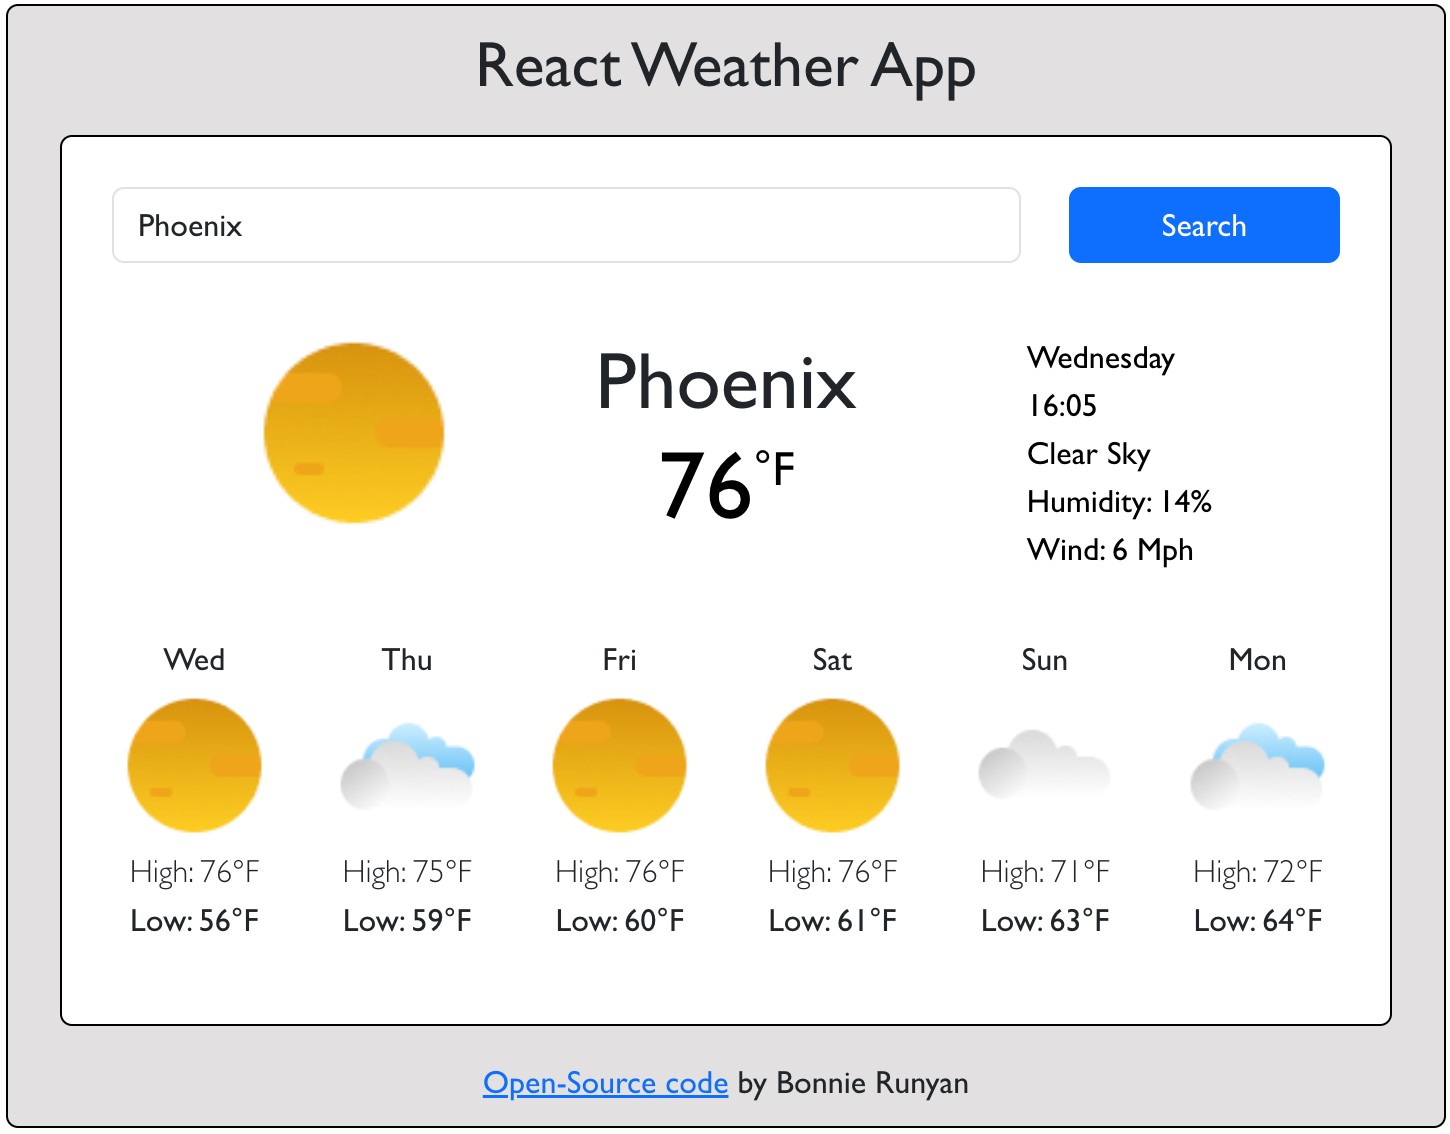 React Weather App
Phoenix
Search
Phoenix
76°F
Wednesday
16:05
Clear Sky
Humidity: 14%
Wind: 6 Mph
Wed Thu Fri Sat Sun Mon
High: 76°F High: 75°F High: 76°F High: 76°F High: 71°F High: 72°F
Low: 56°F Low: 59°F Low: 60°F Low: 61°F Low: 63°F Low: 64°F
Open-Source code by Bonnie Runyan